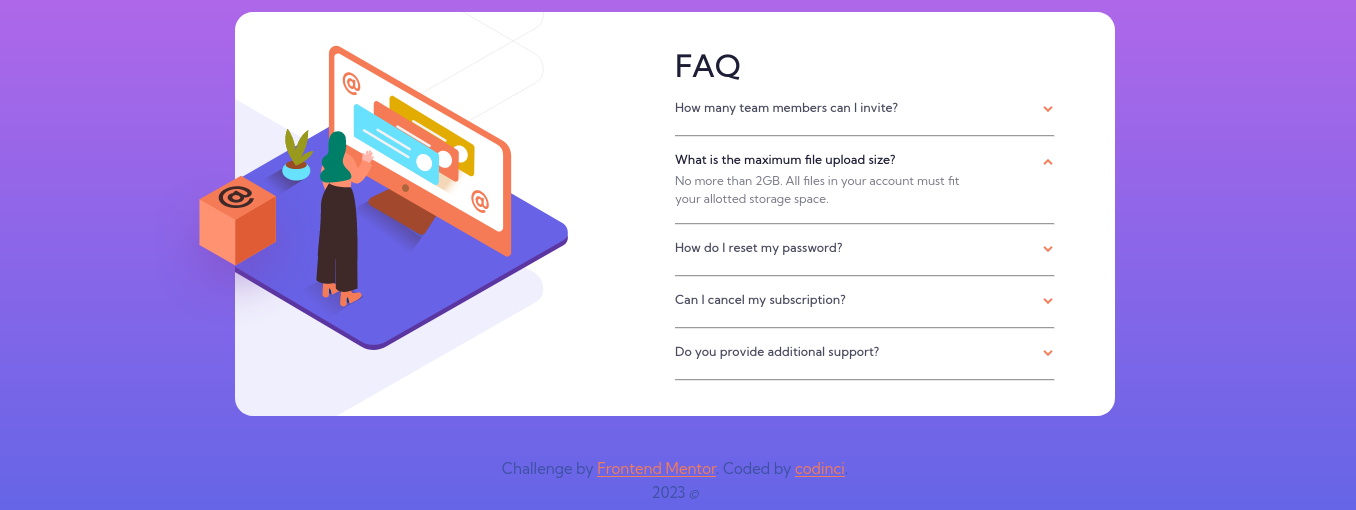 FAQ
How many team members can I invite?
What is the maximum file upload size?
No more than 2GB. All files in your account must fit
your allotted storage space.
How do I reset my password?
Can I cancel my subscription?
Do you provide additional support?
@
@
@
Challenge by Frontend Mentor. Coded by codinci.
2023 ©